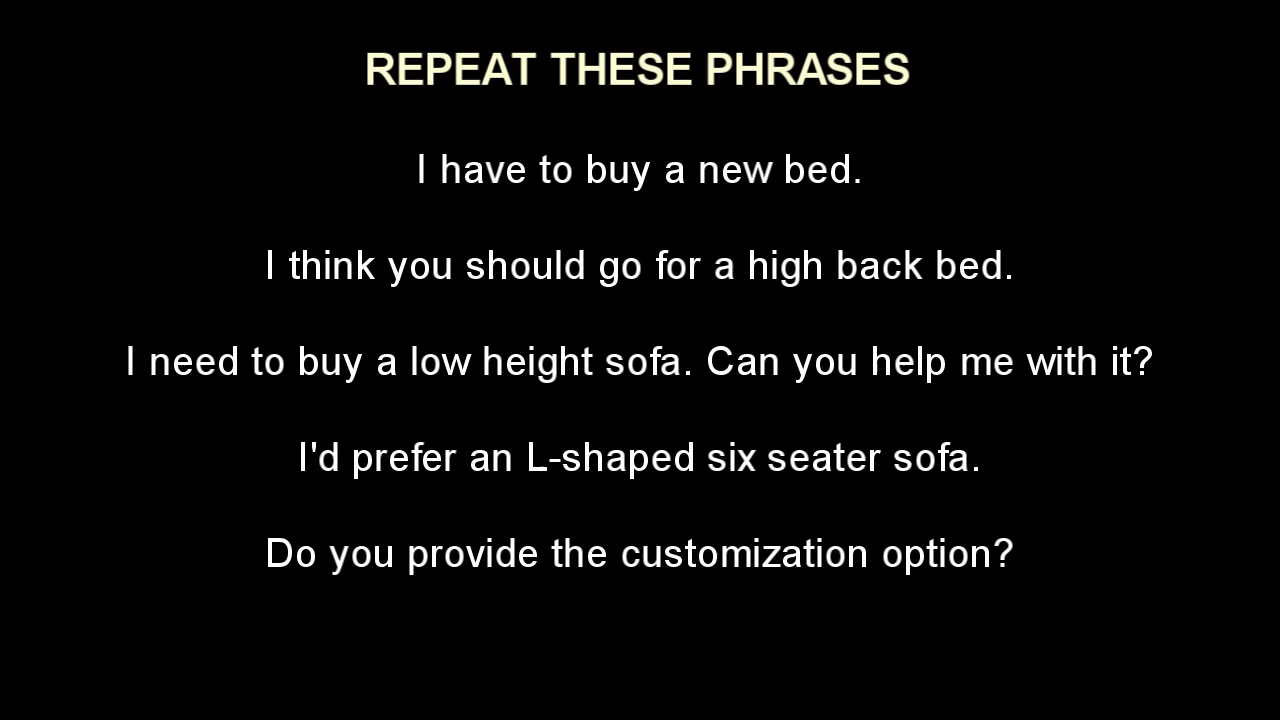 REPEAT THESE PHRASES
I have to buy a new bed.
I think you should go for a high back bed.
I need to buy a low height sofa. Can you help me with it?
I'd prefer an L-shaped six seater sofa.
Do you provide the customization option?